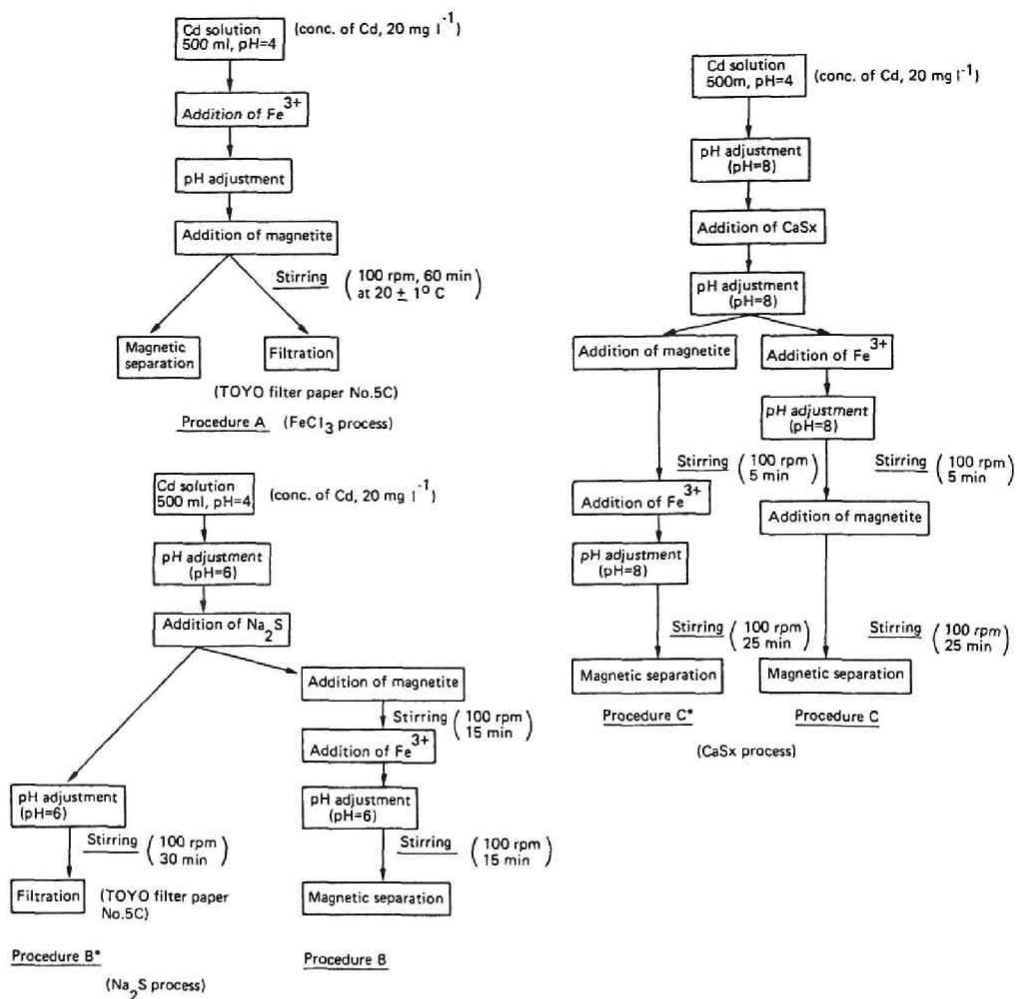 Cd solution
500 ml, pH=4
(conc. of Cd, 20 mg l⁻¹)
Addition of Fe³⁺
pH adjustment
Addition of magnetite
Stirring (100 rpm, 60 min
at 20 ± 1° C)
Magnetic
separation
Filtration
(TOYO filter paper No.5C)
Procedure A (FeCl₃ process)
Cd solution
500 ml, pH=4
(conc. of Cd, 20 mg l⁻¹)
pH adjustment
(pH=6)
Addition of Na₂S
Addition of magnetite
Stirring (100 rpm
15 min)
Addition of Fe³⁺
pH adjustment
(pH=6)
pH adjustment
(pH=6)
Stirring (100 rpm
30 min)
Stirring (100 rpm
15 min)
Filtration
(TOYO filter paper
No.5C)
Magnetic separation
Procedure B*
Procedure B
(Na₂S process)
Cd solution
500m, pH=4
(conc. of Cd, 20 mg l⁻¹)
pH adjustment
(pH=8)
Addition of CaSx
pH adjustment
(pH=8)
Addition of magnetite
Addition of Fe³⁺
pH adjustment
(pH=8)
Stirring (100 rpm
5 min)
Stirring (100 rpm
5 min)
Addition of Fe³⁺
Addition of magnetite
pH adjustment
(pH=8)
Stirring (100 rpm
25 min)
Stirring (100 rpm
25 min)
Magnetic separation
Magnetic separation
Procedure C*
Procedure C
(CaSx process)